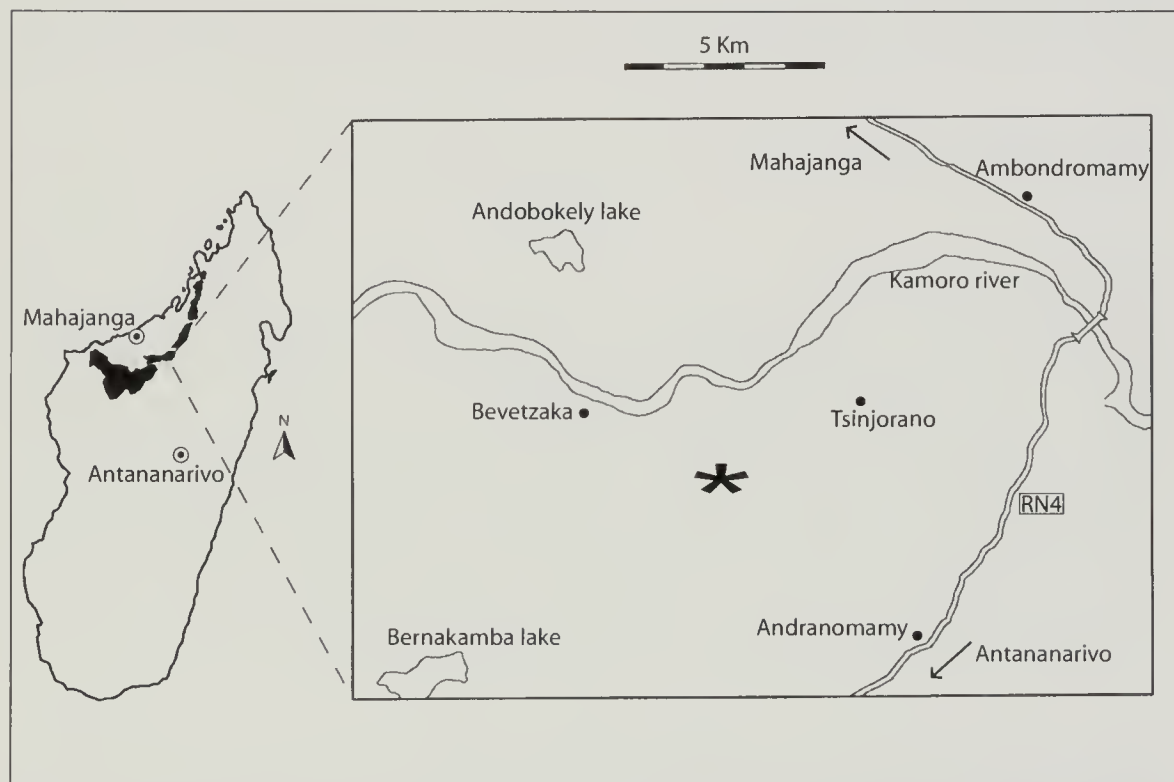 5 Km
Mahajanga
Ambondromamy
Andobokely lake
Kamoro river
Mahajanga
Bevetzaka
Tsinjorano
N
Antananarivo
RN4
Andranomamy
Bernakamba lake
Antananarivo